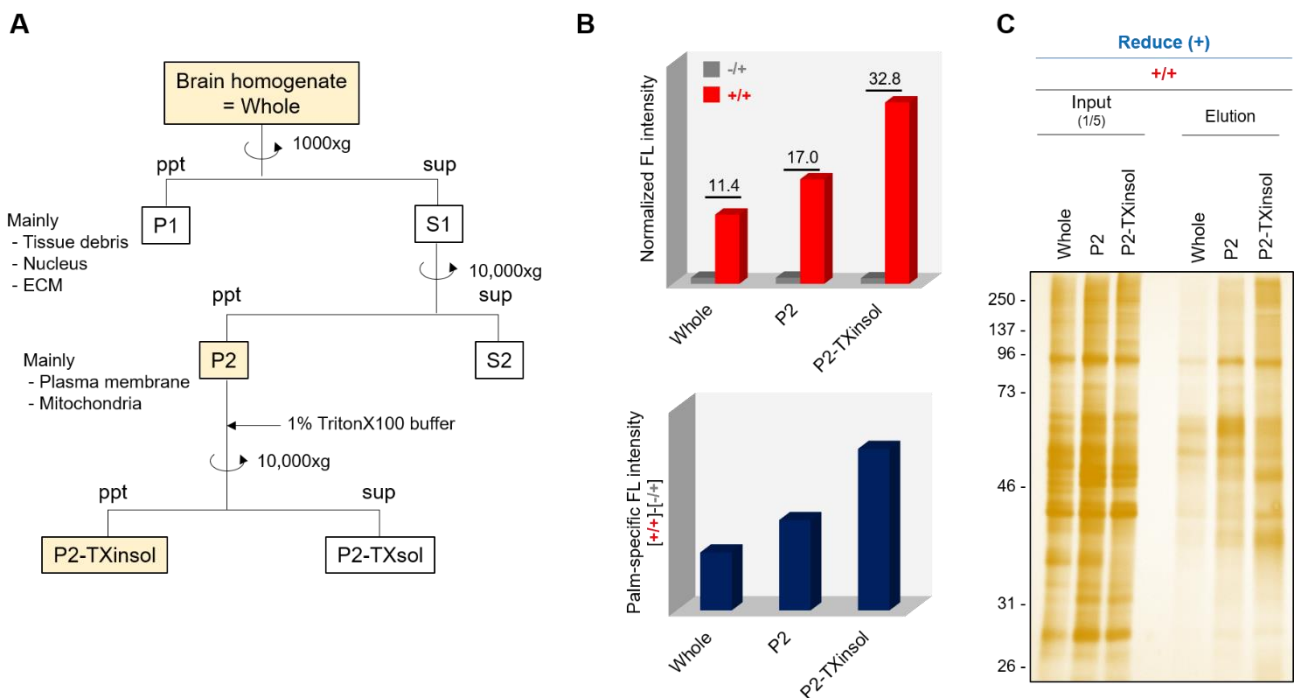 A
Brain homogenate
= Whole
1000xg
ppt
sup
P1
S1
Mainly
- Tissue debris
- Nucleus
- ECM
10,000xg
ppt
sup
P2
S2
Mainly
- Plasma membrane
- Mitochondria
1% TritonX100 buffer
10,000xg
ppt
sup
P2-TXinsol
P2-TXsol
B
Normalized FL intensity
-/+
+/+
11.4
17.0
32.8
Whole
P2
P2-TXinsol
Palm-specific FL intensity
[+/+]-[-/+]
Whole
P2
P2-TXinsol
C
Reduce (+)
+/+
Input
(1/5)
Elution
Whole
P2
P2-TXinsol
Whole
P2
P2-TXinsol
250 -
137 -
96 -
73 -
46 -
31 -
26 -